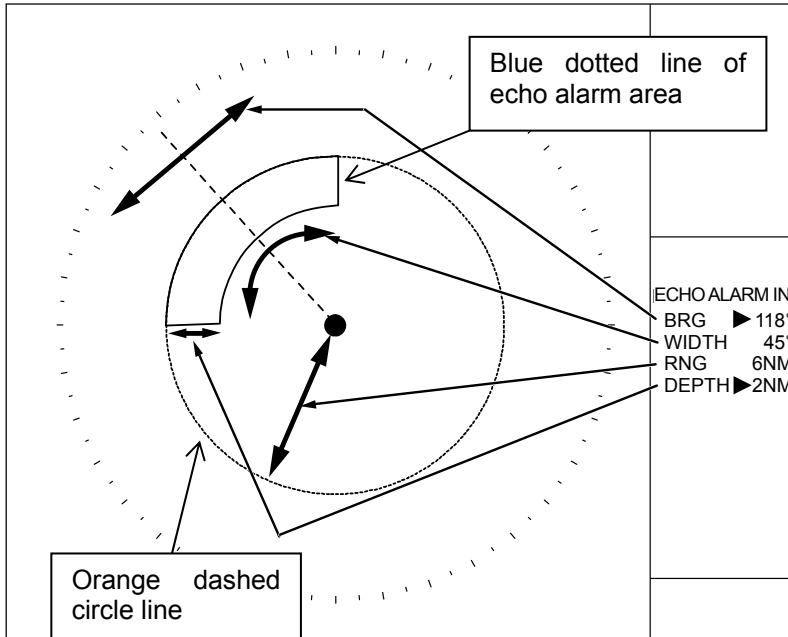 Blue dotted line of
echo alarm area
ECHO ALARM IN
BRG ▶ 118°
WIDTH 45°
RNG 6NM
DEPTH ▶2NM
Orange dashed
circle line